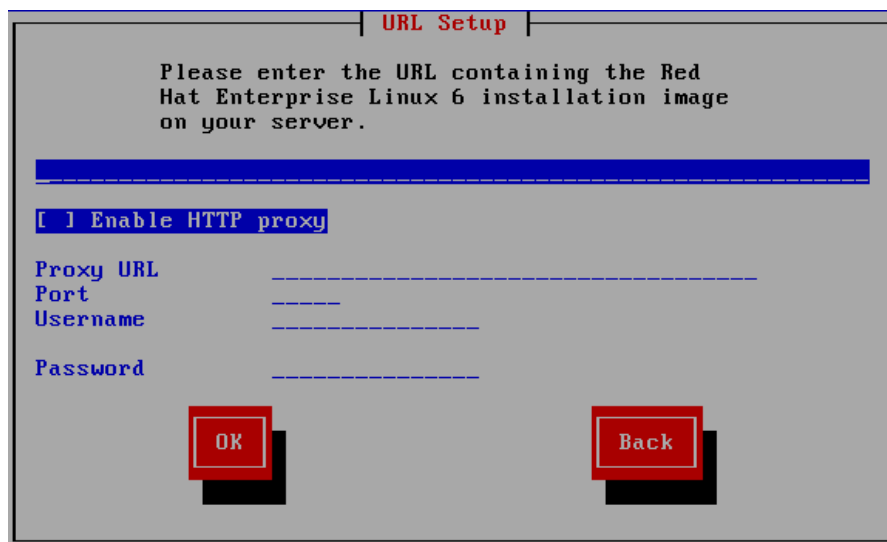 URL Setup
Please enter the URL containing the Red
Hat Enterprise Linux 6 installation image
on your server.
[ ] Enable HTTP proxy
Proxy URL
Port
Username
Password
OK Back